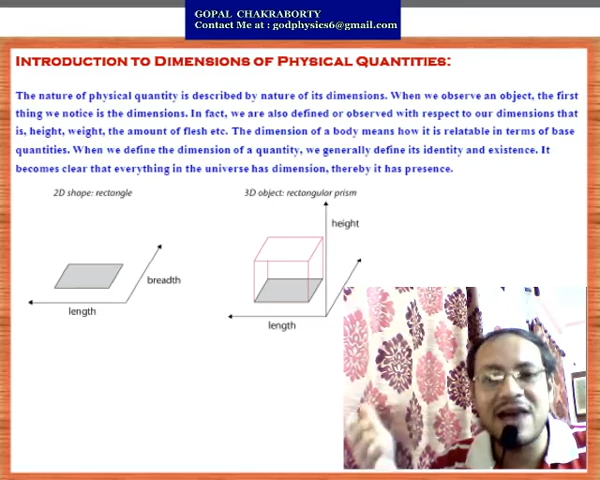 GOPAL CHAKRABORTY
Contact Me at : godphysics6@gmail.com
INTRODUCTION TO DIMENSIONS OF PHYSICAL QUANTITIES:
The nature of physical quantity is described by nature of its dimensions. When we observe an object, the first
thing we notice is the dimensions. In fact, we are also defined or observed with respect to our dimensions that
is, height, weight, the amount of flesh etc. The dimension of a body means how it is relatable in terms of base
quantities. When we define the dimension of a quantity, we generally define its identity and existence. It
becomes clear that everything in the universe has dimension, thereby it has presence.
2D shape: rectangle
3D object: rectangular prism
height
breadth
length
length